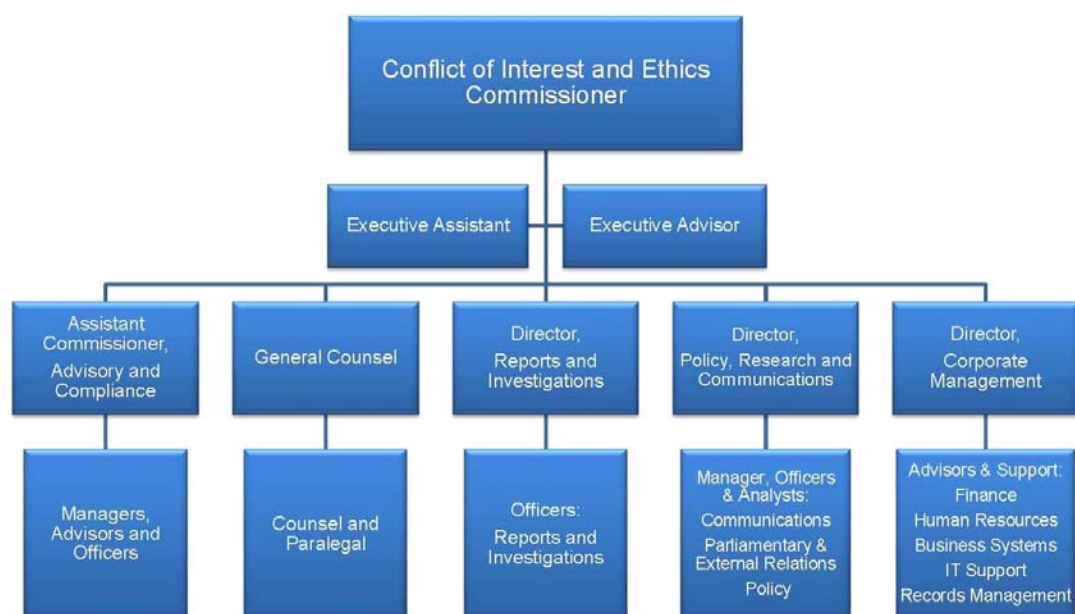 Conflict of Interest and Ethics
Commissioner
Executive Assistant
Executive Advisor
Assistant
Commissioner,
Advisory and
Compliance
General Counsel
Director,
Reports and
Investigations
Director,
Policy, Research and
Communications
Director,
Corporate
Management
Managers,
Advisors and
Officers
Counsel and
Paralegal
Officers:
Reports and
Investigations
Manager, Officers
& Analysts:
Communications
Parliamentary &
External Relations
Policy
Advisors & Support:
Finance
Human Resources
Business Systems
IT Support
Records Management